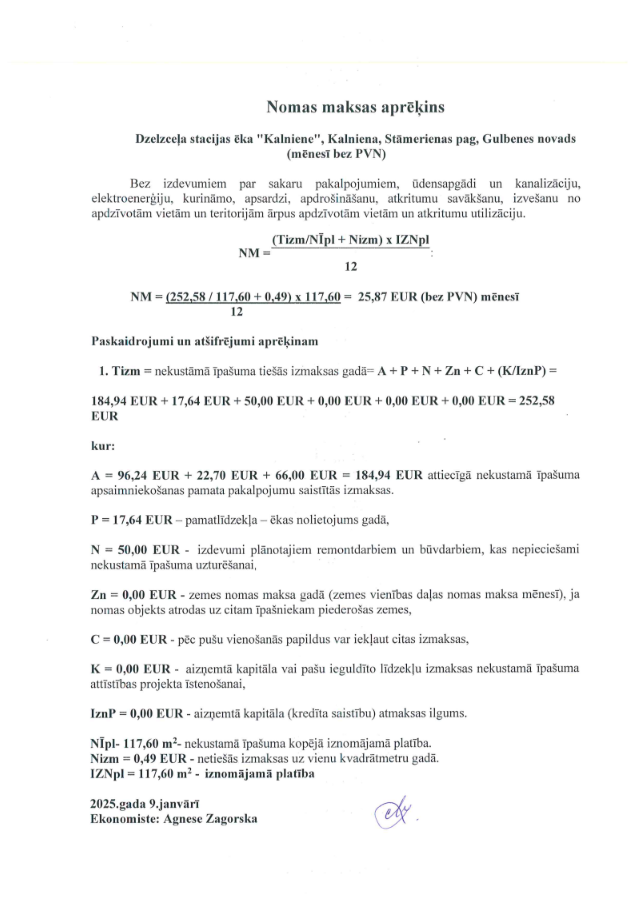 Nomas maksas aprēķins
Dzelzceļa stacijas ēka "Kalniene", Kalniena, Stāmerienas pag, Gulbenes novads
(mēnesī bez PVN)
Bez izdevumiem par sakaru pakalpojumiem, ūdensapgādi un kanalizāciju,
elektroenerģiju, kurināmo, apsardzi, apdrošināšanu, atkritumu savākšanu, izvešanu no
apdzīvotām vietām un teritorijām ārpus apdzīvotām vietām un atkritumu utilizāciju.
(Tizm/NĪpl + Nizm) x IZNpl
NM = :
12
NM = (252,58 / 117,60 + 0,49) x 117,60 = 25,87 EUR (bez PVN) mēnesī
12
Paskaidrojumi un atšifrējumi aprēķinam
1. Tizm = nekustāmā īpašuma tiešās izmaksas gadā= A + P + N + Zn + C + (K/IznP) =
184,94 EUR + 17,64 EUR + 50,00 EUR + 0,00 EUR + 0,00 EUR + 0,00 EUR = 252,58
EUR
kur:
A = 96,24 EUR + 22,70 EUR + 66,00 EUR = 184,94 EUR attiecīgā nekustamā īpašuma
apsaimniekošanas pamata pakalpojumu saistītās izmaksas.
P = 17,64 EUR – pamatlīdzekļa – ēkas nolietojums gadā,
N = 50,00 EUR - izdevumi plānotajiem remontdarbiem un būvdarbiem, kas nepieciešami
nekustamā īpašuma uzturēšanai,
Zn = 0,00 EUR - zemes nomas maksa gadā (zemes vienības daļas nomas maksa mēnesī), ja
nomas objekts atrodas uz citam īpašniekam piederošas zemes,
C = 0,00 EUR - pēc pušu vienošanās papildus var iekļaut citas izmaksas,
K = 0,00 EUR - aizņemtā kapitāla vai pašu ieguldīto līdzekļu izmaksas nekustamā īpašuma
attīstības projekta īstenošanai,
IznP = 0,00 EUR - aizņemtā kapitāla (kredīta saistību) atmaksas ilgums.
NĪpl- 117,60 m²- nekustamā īpašuma kopējā iznomājamā platība.
Nizm = 0,49 EUR - netiešās izmaksas uz vienu kvadrātmetru gadā.
IZNpl = 117,60 m² - iznomājamā platība
2025.gada 9.janvārī
Ekonomiste: Agnese Zagorska